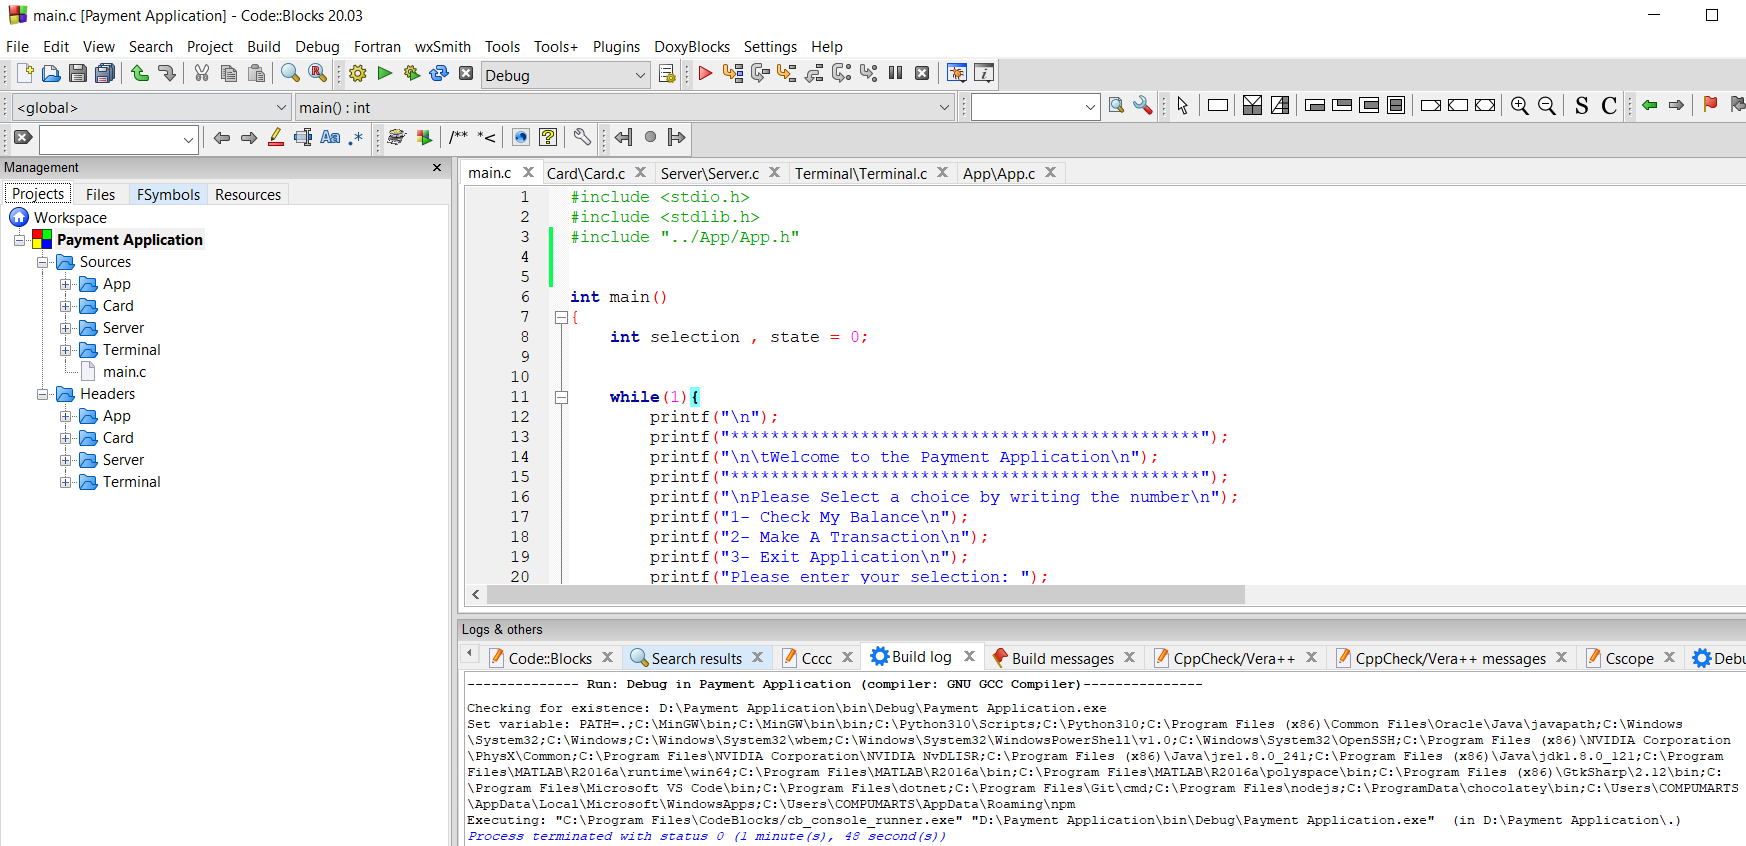 main.c [Payment Application] - Code::Blocks 20.03
File Edit View Search Project Build Debug Fortran wxSmith Tools Tools+ Plugins DoxyBlocks Settings Help
Debug
<global> main() : int
S C
Aa .* /** *<
Management
Projects Files FSymbols Resources
Workspace
Payment Application
Sources
App
Card
Server
Terminal
main.c
Headers
App
Card
Server
Terminal
main.c Card\Card.c Server\Server.c Terminal\Terminal.c App\App.c
1 #include <stdio.h>
2 #include <stdlib.h>
3 #include "../App/App.h"
4
5
6 int main()
7 {
8 int selection , state = 0;
9
10
11 while(1){
12 printf("\n");
13 printf("***********************************************");
14 printf("\n\tWelcome to the Payment Application\n");
15 printf("***********************************************");
16 printf("\nPlease Select a choice by writing the number\n");
17 printf("1- Check My Balance\n");
18 printf("2- Make A Transaction\n");
19 printf("3- Exit Application\n");
20 printf("Please enter your selection: ");
Logs & others
Code::Blocks Search results Cccc Build log Build messages CppCheck/Vera++ CppCheck/Vera++ messages Cscope Debu
-------------- Run: Debug in Payment Application (compiler: GNU GCC Compiler)---------------
Checking for existence: D:\Payment Application\bin\Debug\Payment Application.exe
Set variable: PATH=.;C:\MinGW\bin;C:\MinGW\bin\bin;C:\Python310\Scripts;C:\Python310;C:\Program Files (x86)\Common Files\Oracle\Java\javapath;C:\Windows
\System32;C:\Windows;C:\Windows\System32\wbem;C:\Windows\System32\WindowsPowerShell\v1.0;C:\Windows\System32\OpenSSH;C:\Program Files (x86)\NVIDIA Corporation
\PhysX\Common;C:\Program Files\NVIDIA Corporation\NVIDIA NvDLISR;C:\Program Files (x86)\Java\jre1.8.0_241;C:\Program Files (x86)\Java\jdk1.8.0_121;C:\Program
Files\MATLAB\R2016a\runtime\win64;C:\Program Files\MATLAB\R2016a\bin;C:\Program Files\MATLAB\R2016a\polyspace\bin;C:\Program Files (x86)\GtkSharp\2.12\bin;C:
\Program Files\Microsoft VS Code\bin;C:\Program Files\dotnet;C:\Program Files\Git\cmd;C:\Program Files\nodejs;C:\ProgramData\chocolatey\bin;C:\Users\COMPUMARTS
\AppData\Local\Microsoft\WindowsApps;C:\Users\COMPUMARTS\AppData\Roaming\npm
Executing: "C:\Program Files\CodeBlocks/cb_console_runner.exe" "D:\Payment Application\bin\Debug\Payment Application.exe"  (in D:\Payment Application\.)
Process terminated with status 0 (1 minute(s), 48 second(s))